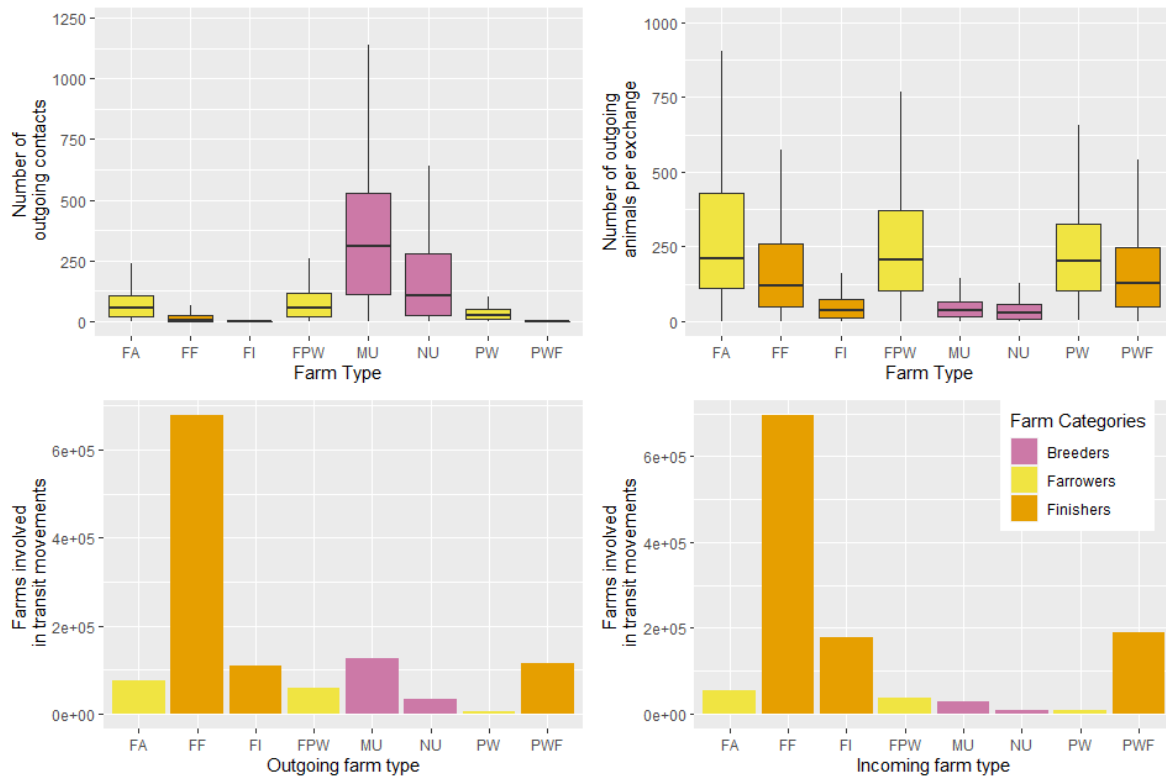 Number of
outgoing contacts
1250
1000
750
500
250
0
FA FF FI FPW MU NU PW PWF
Farm Type
Number of outgoing
animals per exchange
1000
750
500
250
0
FA FF FI FPW MU NU PW PWF
Farm Type
Farms involved
in transit movements
6e+05
4e+05
2e+05
0e+00
FA FF FI FPW MU NU PW PWF
Outgoing farm type
Farms involved
in transit movements
6e+05
4e+05
2e+05
0e+00
FA FF FI FPW MU NU PW PWF
Incoming farm type
Farm Categories
Breeders
Farrowers
Finishers